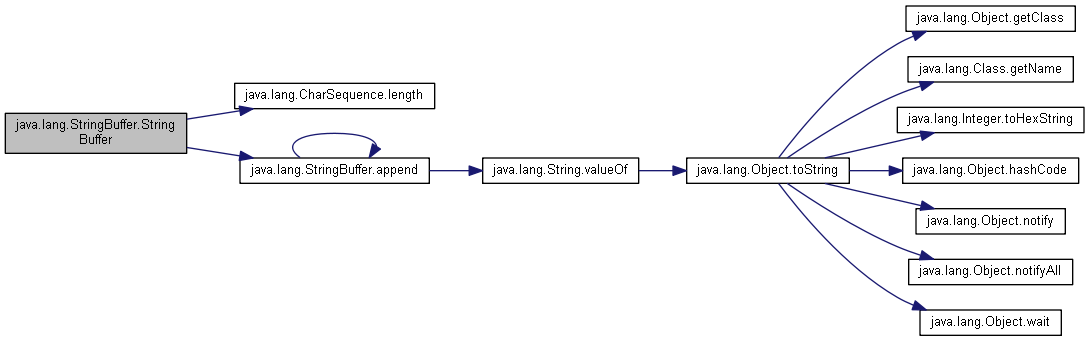 java.lang.StringBuffer.String
Buffer
java.lang.CharSequence.length
java.lang.StringBuffer.append
java.lang.String.valueOf
java.lang.Object.toString
java.lang.Object.getClass
java.lang.Class.getName
java.lang.Integer.toHexString
java.lang.Object.hashCode
java.lang.Object.notify
java.lang.Object.notifyAll
java.lang.Object.wait